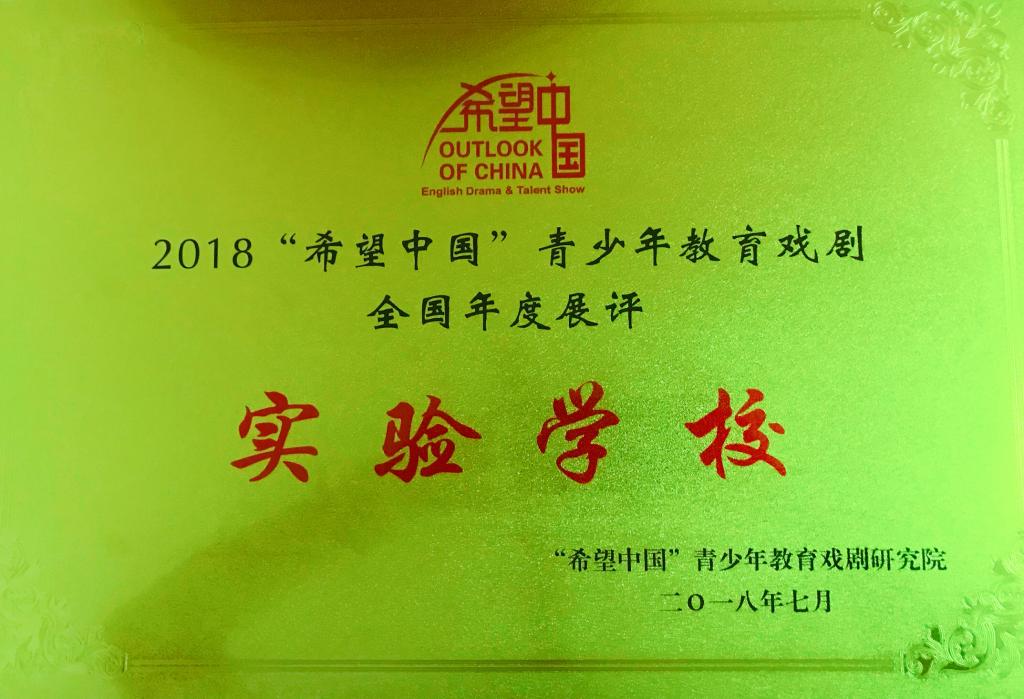 希望中国
OUTLOOK
OF CHINA
English Drama & Talent Show
2018“希望中国”青少年教育戏剧
全国年度展评
实验学校
“希望中国”青少年教育戏剧研究院
二O一八年七月